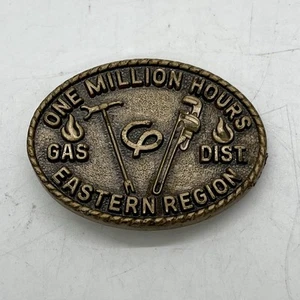 ONE MILLION HOURS
GAS DIST.
EASTERN REGION